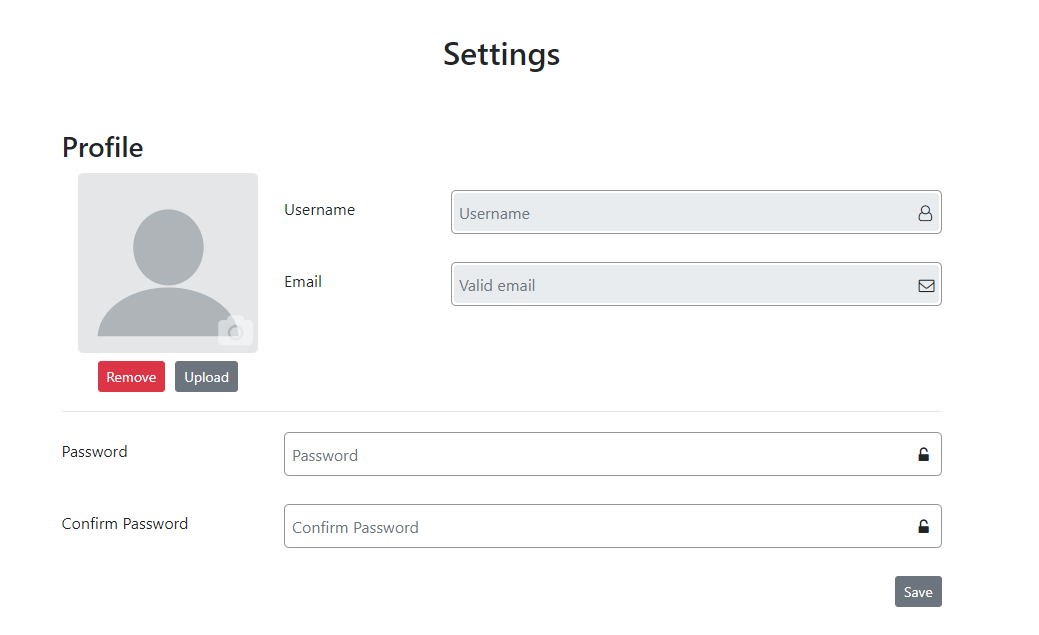 Settings
Profile
Username
Username
Email
Valid email
Remove Upload
Password
Password
Confirm Password
Confirm Password
Save